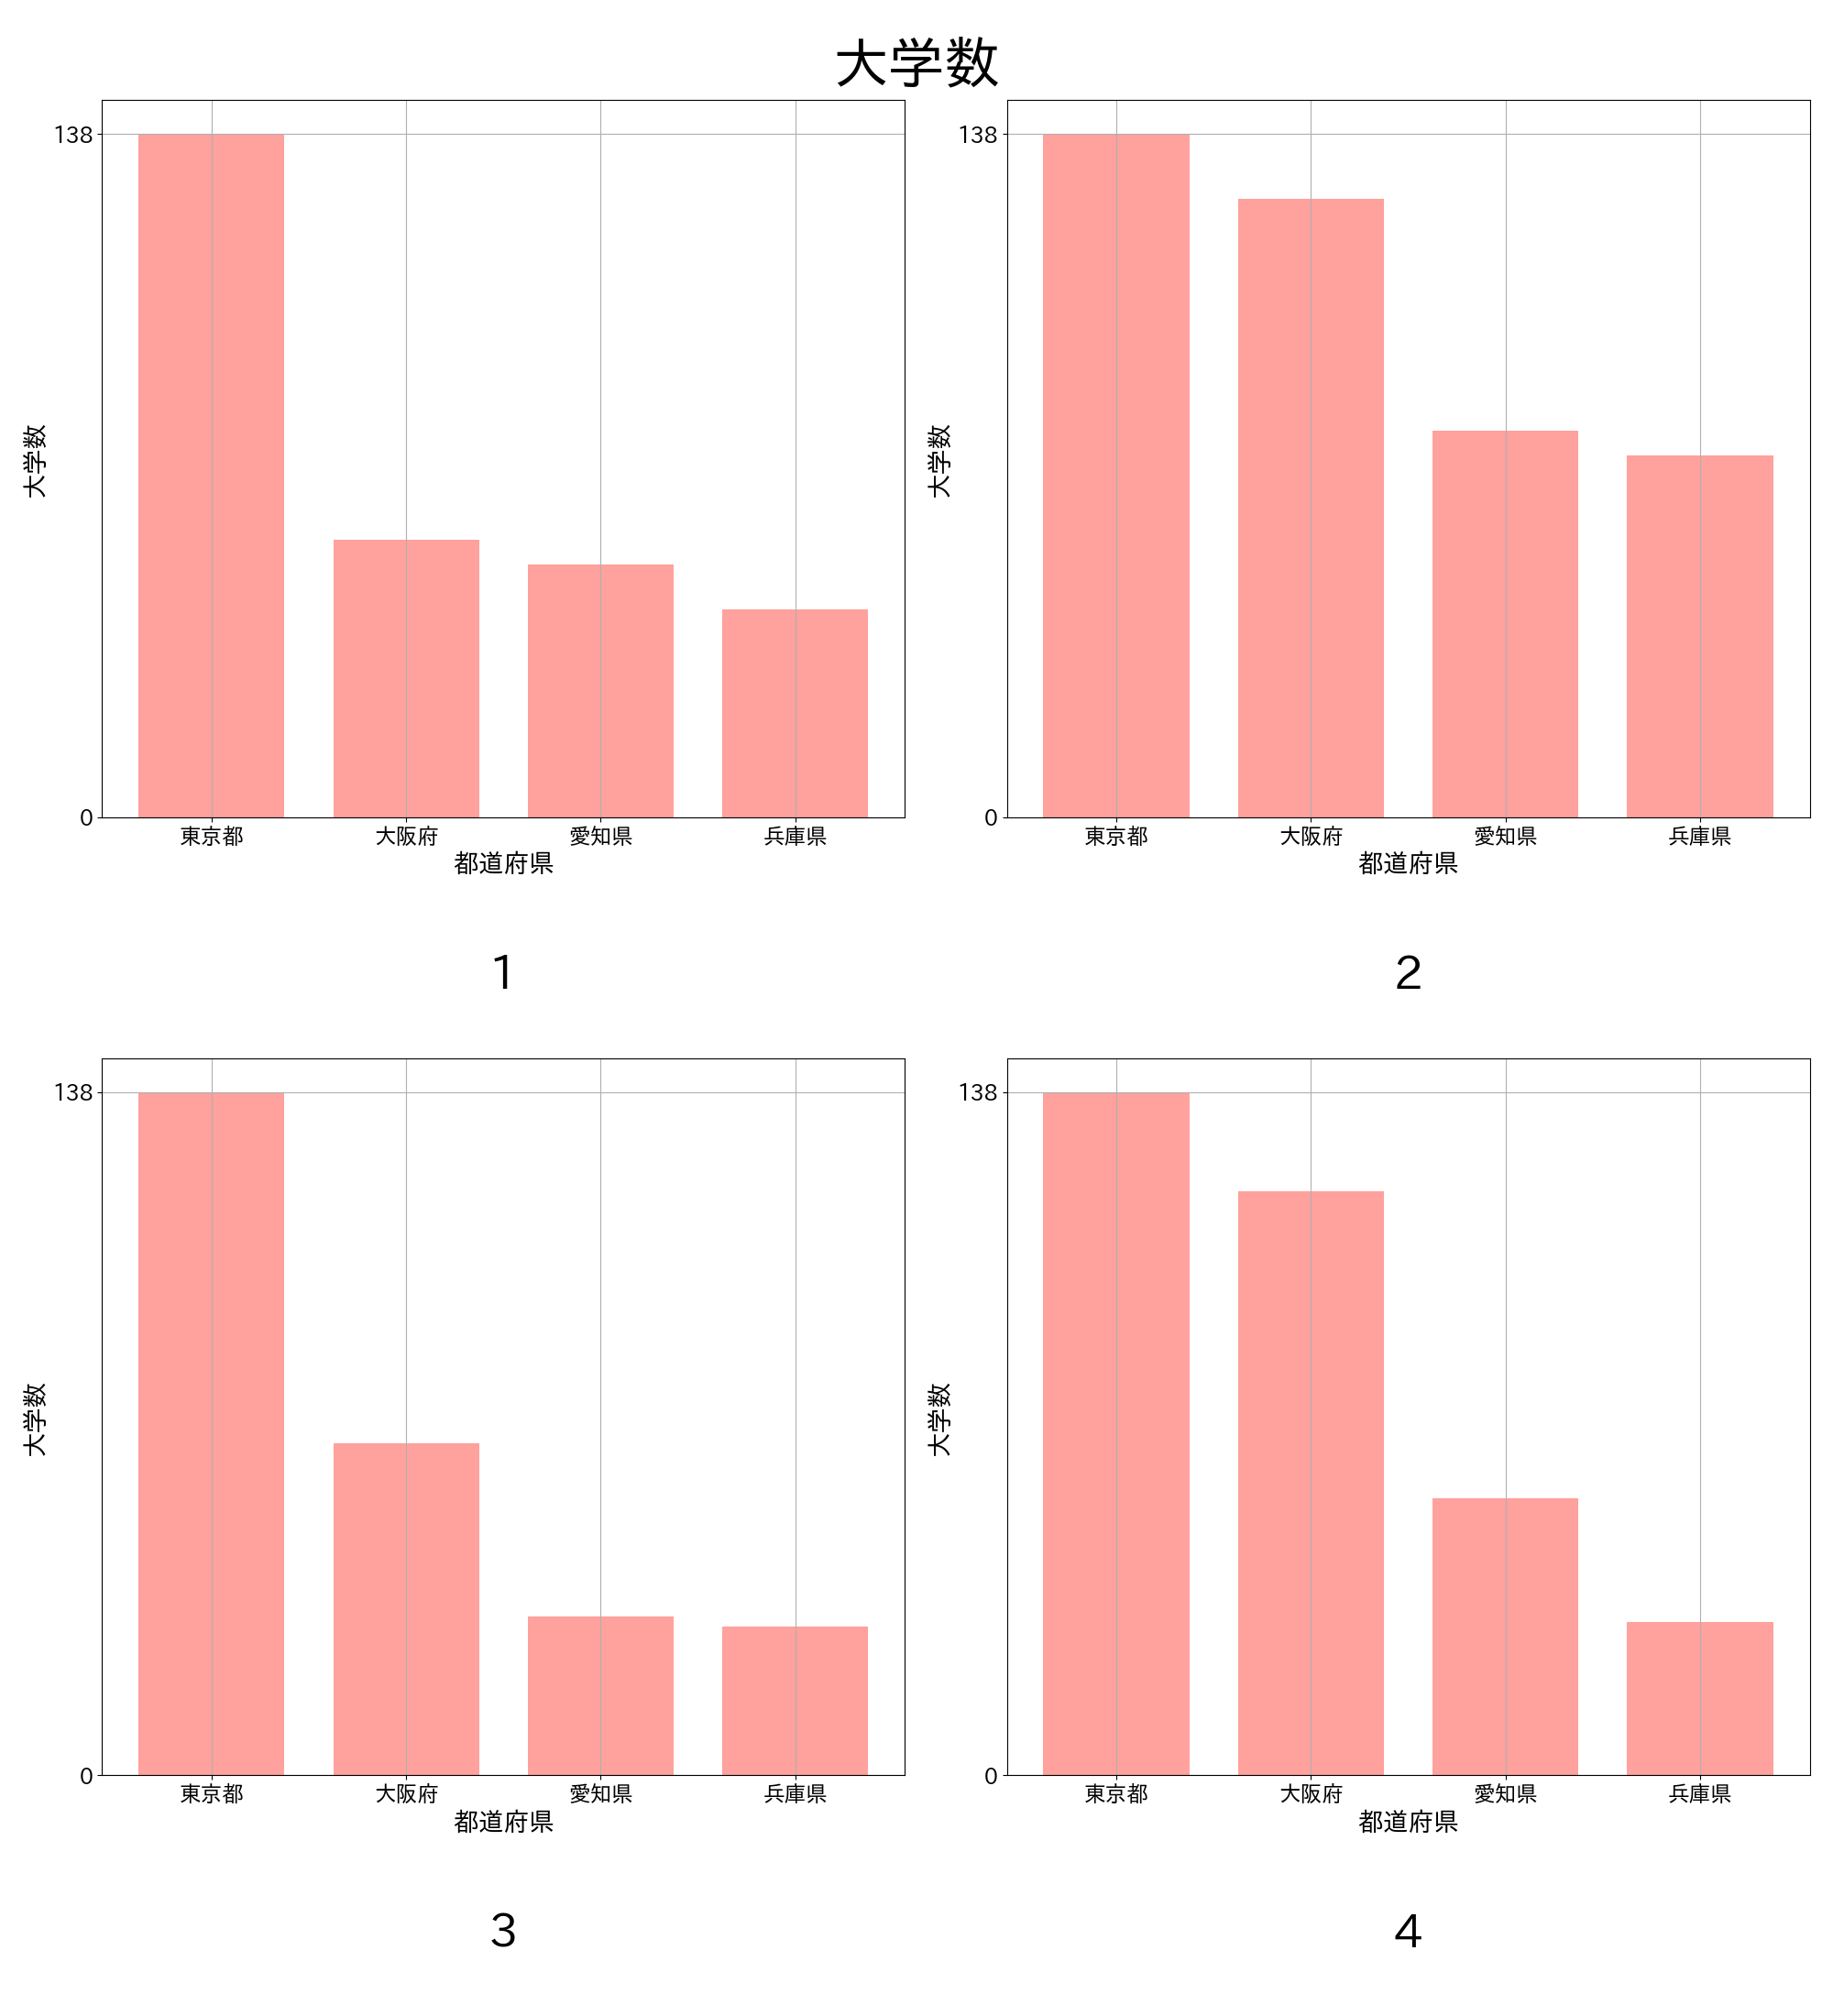 大学数
138
0
大学数
東京都 大阪府 愛知県 兵庫県
都道府県
1
138
0
大学数
東京都 大阪府 愛知県 兵庫県
都道府県
2
138
0
大学数
東京都 大阪府 愛知県 兵庫県
都道府県
3
138
0
大学数
東京都 大阪府 愛知県 兵庫県
都道府県
4